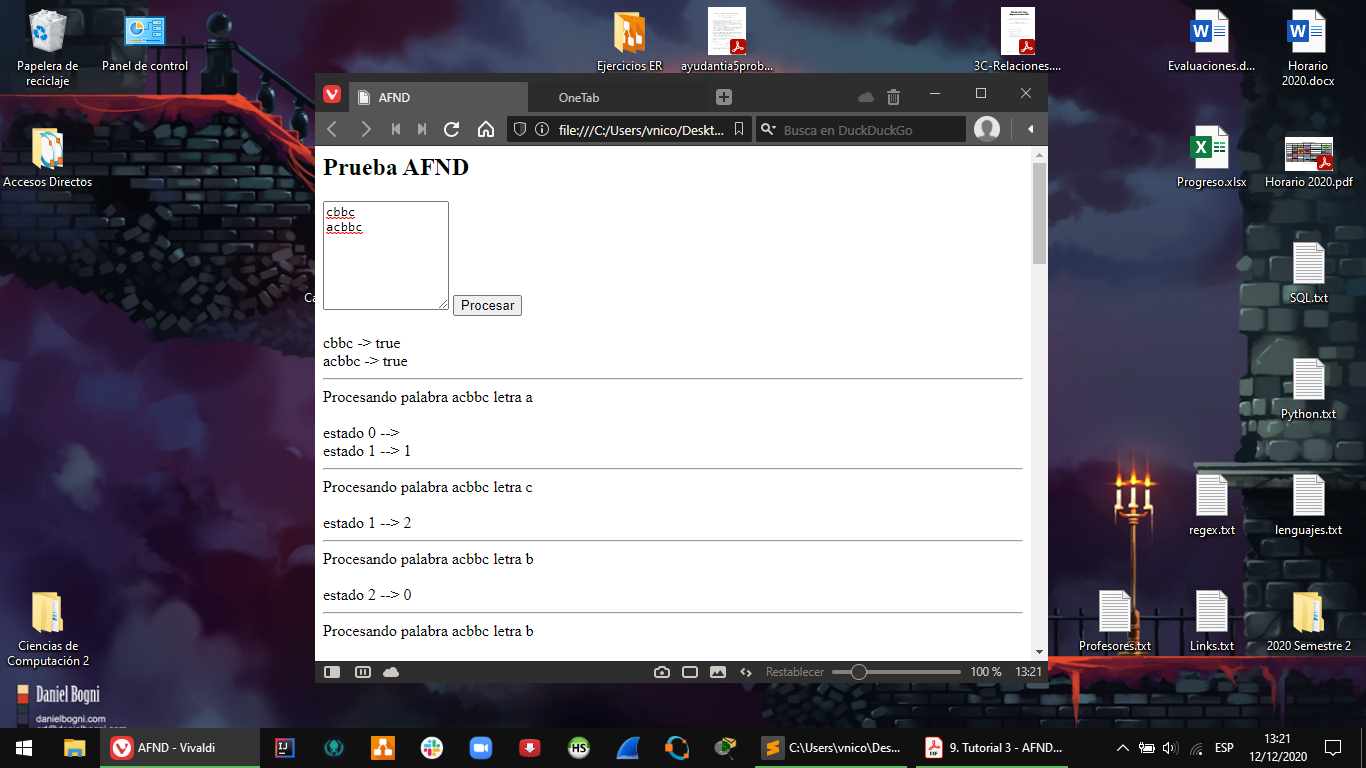 Papelera de
reciclaje
Panel de control
Ejercicios ER
ayudantia5prob...
3C-Relaciones....
Evaluaciones.d...
Horario
2020.docx
Accesos Directos
Progreso.xlsx
Horario 2020.pdf
SQL.txt
Python.txt
regex.txt
lenguajes.txt
Profesores.txt
Links.txt
2020 Semestre 2
Ciencias de
Computación 2
Daniel Bogni
danielbogni.com
AFND
OneTab
file:///C:/Users/vnico/Deskt...
Busca en DuckDuckGo
Prueba AFND
cbbc
acbbc
Procesar
cbbc -> true
acbbc -> true
Procesando palabra acbbc letra a
estado 0 -->
estado 1 --> 1
Procesando palabra acbbc letra c
estado 1 --> 2
Procesando palabra acbbc letra b
estado 2 --> 0
Procesando palabra acbbc letra b
Restablecer
100 %
13:21
AFND - Vivaldi
C:\Users\vnico\Des...
9. Tutorial 3 - AFND...
ESP
13:21
12/12/2020